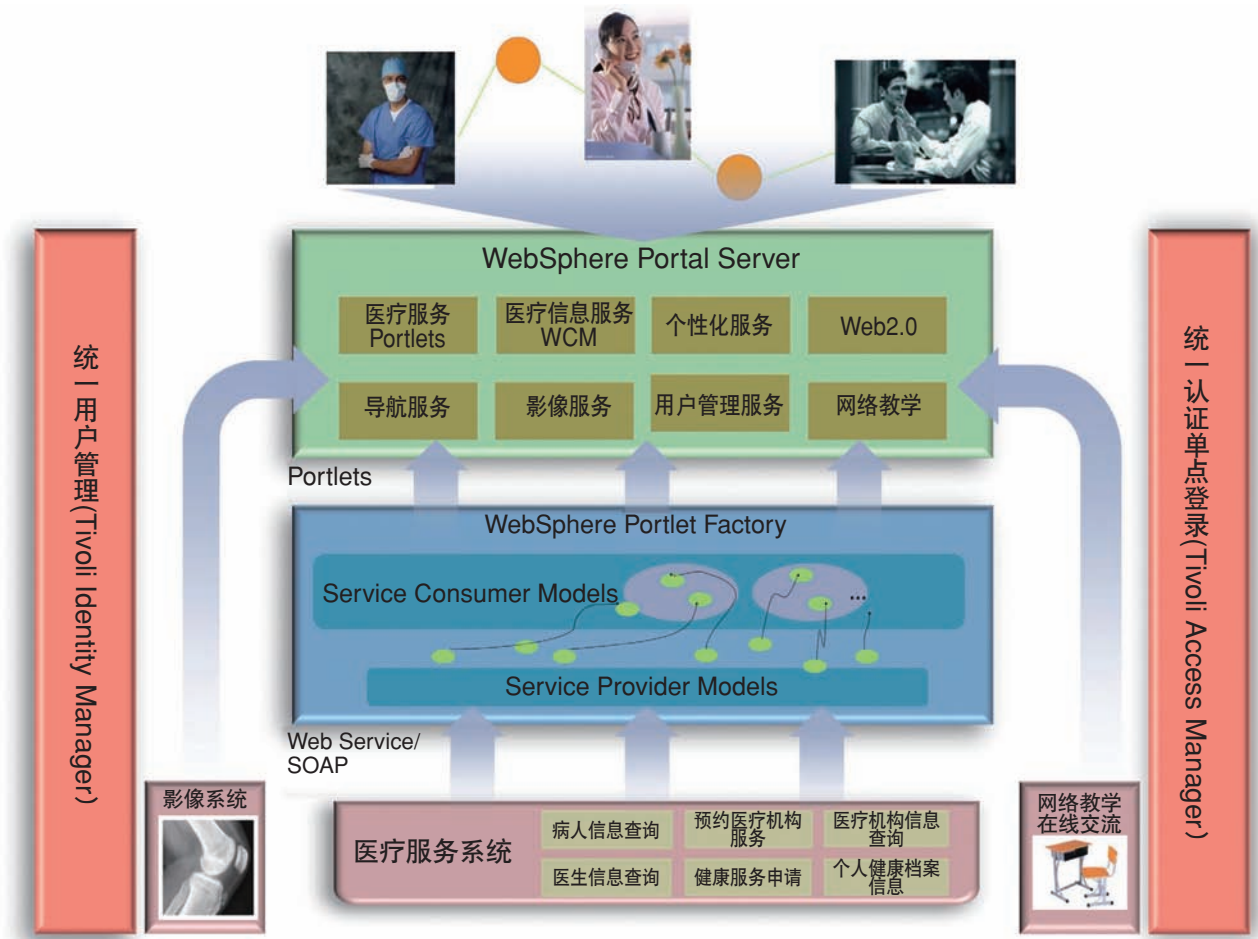 WebSphere Portal Server
医疗服务
Portlets
医疗信息服务
WCM
个性化服务
Web2.0
导航服务
影像服务
用户管理服务
网络教学
统一用户管理(Tivoli Identity Manager)
统一认证单点登录(Tivoli Access Manager)
Portlets
WebSphere Portlet Factory
Service Consumer Models
...
Service Provider Models
Web Service/
SOAP
影像系统
医疗服务系统
病人信息查询
预约医疗机构
服务
医疗机构信息
查询
医生信息查询
健康服务申请
个人健康档案
信息
网络教学
在线交流